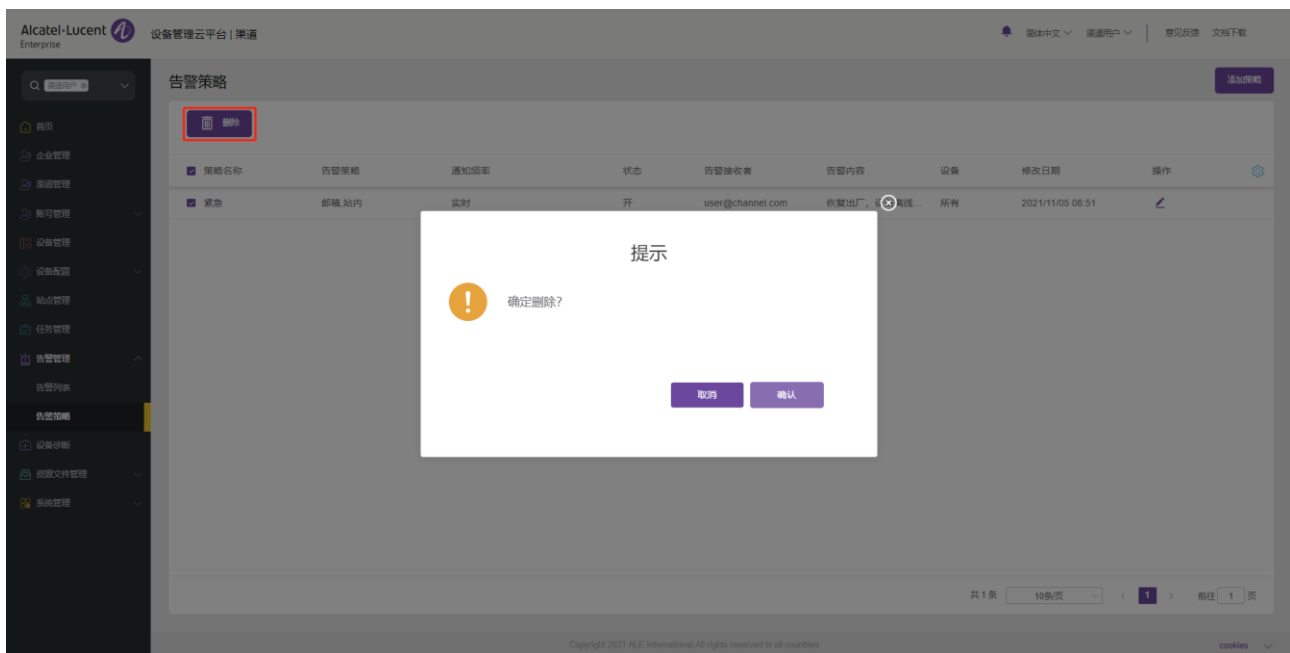 Alcatel-Lucent
Enterprise
设备管理云平台 | 渠道
简体中文
渠道用户
意见反馈
文档下载
渠道用户
首页
企业管理
渠道管理
账号管理
设备管理
设备配置
站点管理
任务管理
告警管理
告警列表
告警策略
设备诊断
资源文件管理
系统管理
告警策略
添加策略
删除
策略名称 告警策略 通知频率 状态 告警接收者 告警内容 设备 修改日期 操作
紧急 邮箱,站内 实时 开 user@channel.com 恢复出厂, 离线... 所有 2021/11/05 08:51
提示
确定删除?
取消 确认
共 1 条 10条/页 < 1 > 前往 1 页
Copyright 2021 ALE International.All rights reserved in all countries
cookies